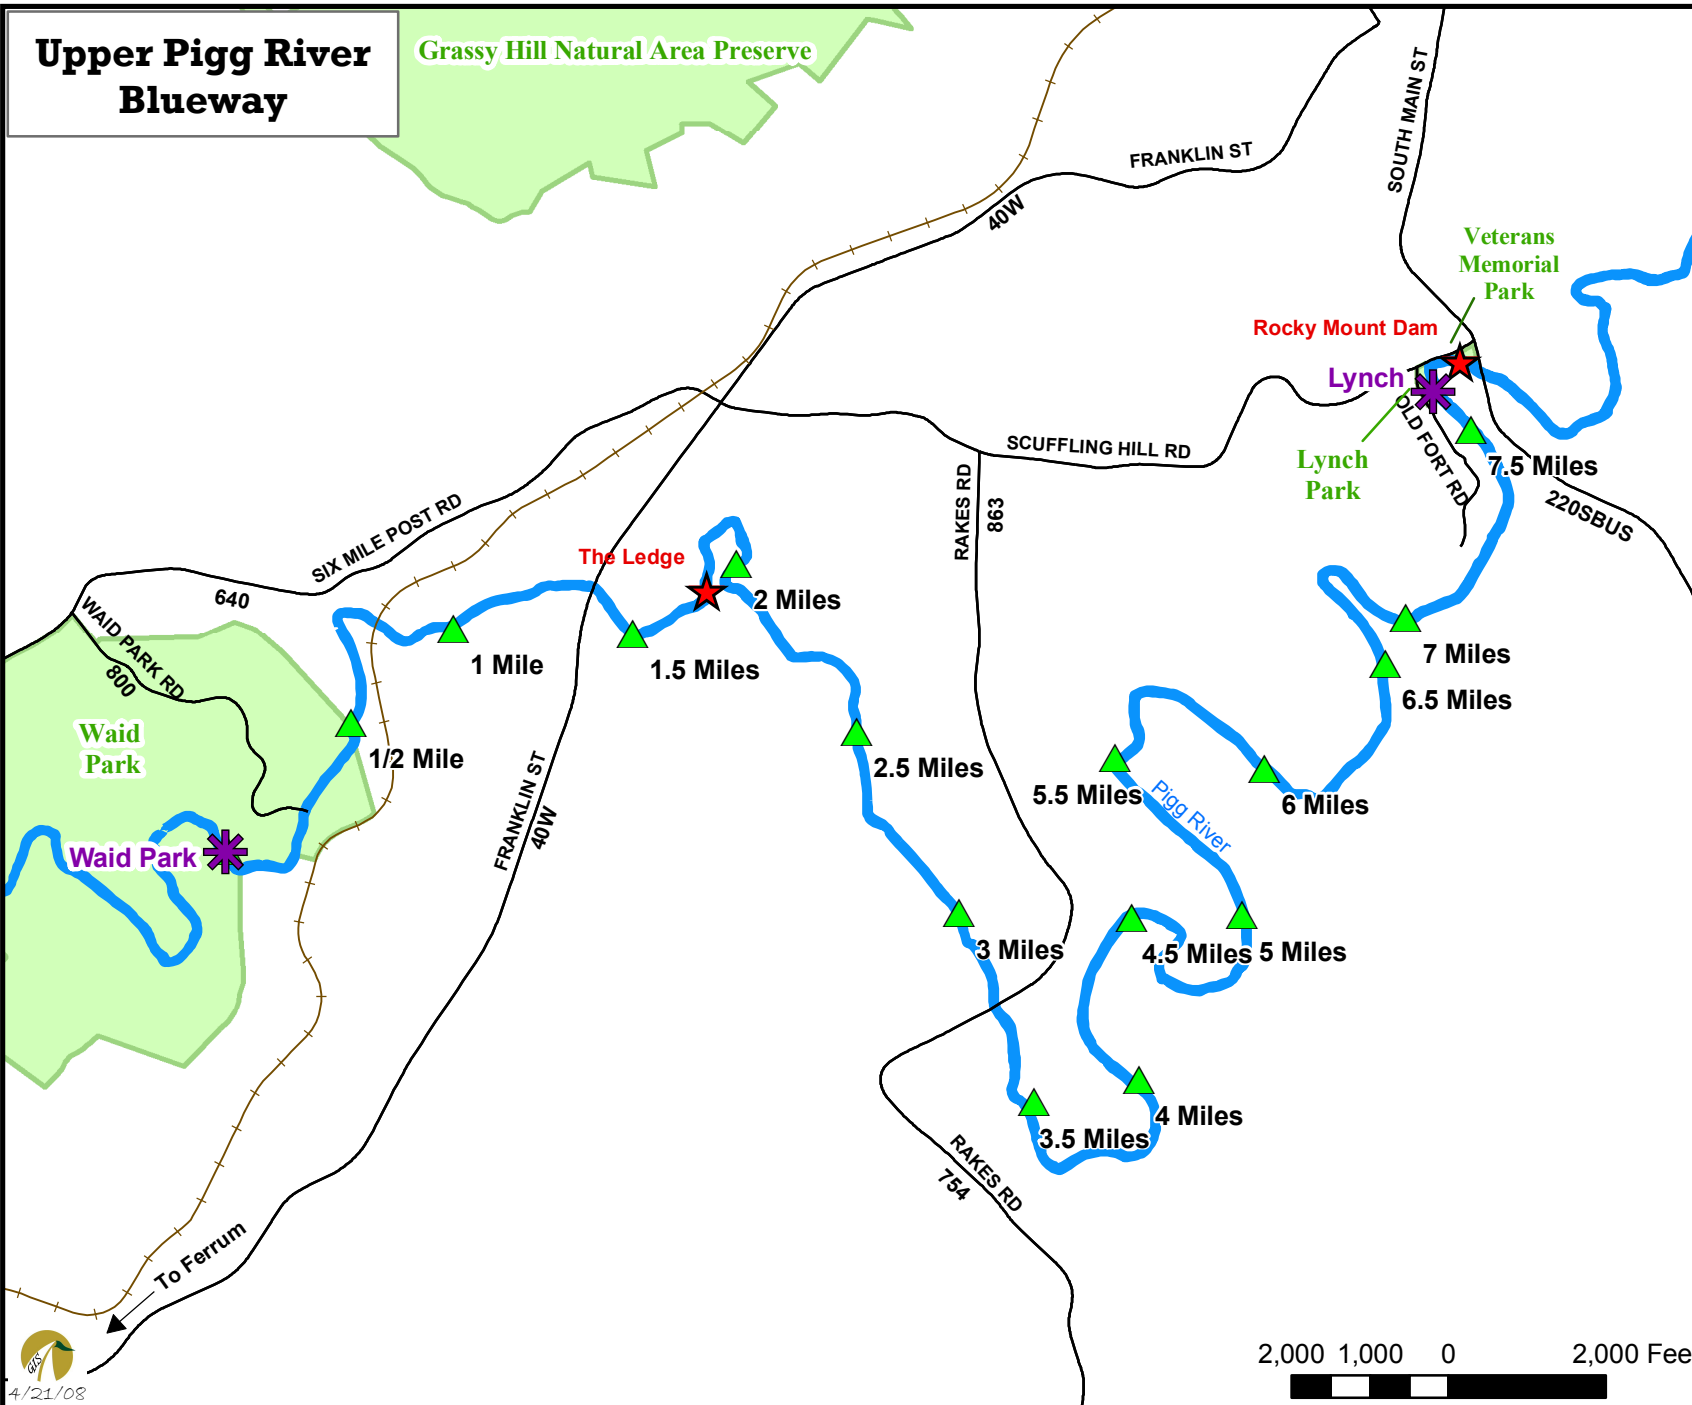 Upper Pigg River
Blueway
Grassy Hill Natural Area Preserve
SOUTH MAIN ST
FRANKLIN ST
40W
Veterans
Memorial
Park
Rocky Mount Dam
Lynch
OLD FORT RD
Lynch
Park
7.5 Miles
220SBUS
SCUFFLING HILL RD
RAKES RD
863
SIX MILE POST RD
640
The Ledge
2 Miles
WAID PARK RD
800
1 Mile
1.5 Miles
7 Miles
6.5 Miles
Waid
Park
1/2 Mile
2.5 Miles
5.5 Miles
Pigg River
6 Miles
FRANKLIN ST
40W
Waid Park
3 Miles
4.5 Miles
5 Miles
3.5 Miles
4 Miles
RAKES RD
754
To Ferrum
GIS
4/21/08
2,000 1,000 0 2,000 Fee